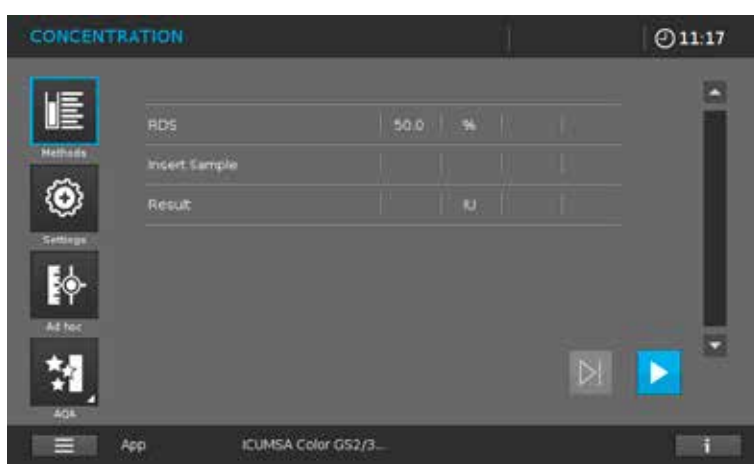 CONCENTRATION 11:17
Methods
RDS 50.0 %
Insert Sample
Settings
Result IU
Ad hoc
AQA
App ICUMSA Color GS2/3...
i